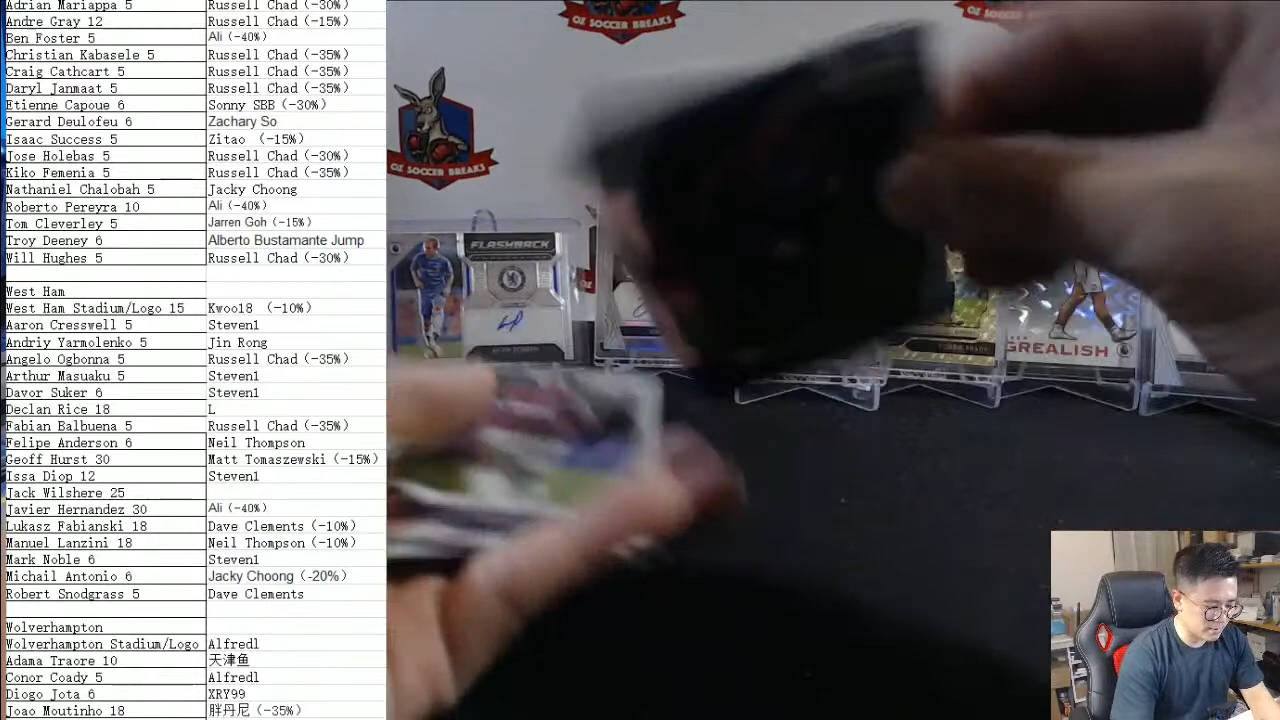 Adrian Mariappa 5 Russell Chad (-30%)
Andre Gray 12 Russell Chad (-15%)
Ben Foster 5 Ali (-40%)
Christian Kabasele 5 Russell Chad (-35%)
Craig Cathcart 5 Russell Chad (-35%)
Daryl Janmaat 5 Russell Chad (-35%)
Etienne Capoue 6 Sonny SBB (-30%)
Gerard Deulofeu 6 Zachary So
Isaac Success 5 Zitao (-15%)
Jose Holebas 5 Russell Chad (-30%)
Kiko Femenia 5 Russell Chad (-35%)
Nathaniel Chalobah 5 Jacky Choong
Roberto Pereyra 10 Ali (-40%)
Tom Cleverley 5 Jarren Goh (-15%)
Troy Deeney 6 Alberto Bustamante Jump
Will Hughes 5 Russell Chad (-30%)
West Ham
West Ham Stadium/Logo 15 Kwoo18 (-10%)
Aaron Cresswell 5 Steven1
Andriy Yarmolenko 5 Jin Rong
Angelo Ogbonna 5 Russell Chad (-35%)
Arthur Masuaku 5 Steven1
Davor Suker 6 Steven1
Declan Rice 18 L
Fabian Balbuena 5 Russell Chad (-35%)
Felipe Anderson 6 Neil Thompson
Geoff Hurst 30 Matt Tomaszewski (-15%)
Issa Diop 12 Steven1
Jack Wilshere 25
Javier Hernandez 30 Ali (-40%)
Lukasz Fabianski 18 Dave Clements (-10%)
Manuel Lanzini 18 Neil Thompson (-10%)
Mark Noble 6 Steven1
Michail Antonio 6 Jacky Choong (-20%)
Robert Snodgrass 5 Dave Clements
Wolverhampton
Wolverhampton Stadium/Logo Alfredl
Adama Traore 10 天津鱼
Conor Coady 5 Alfredl
Diogo Jota 6 XRY99
Joao Moutinho 18 胖丹尼 (-35%)
OZ SOCCER BREAKS
OZ SOCCER BREAKS
FLASHBACK
GREALISH